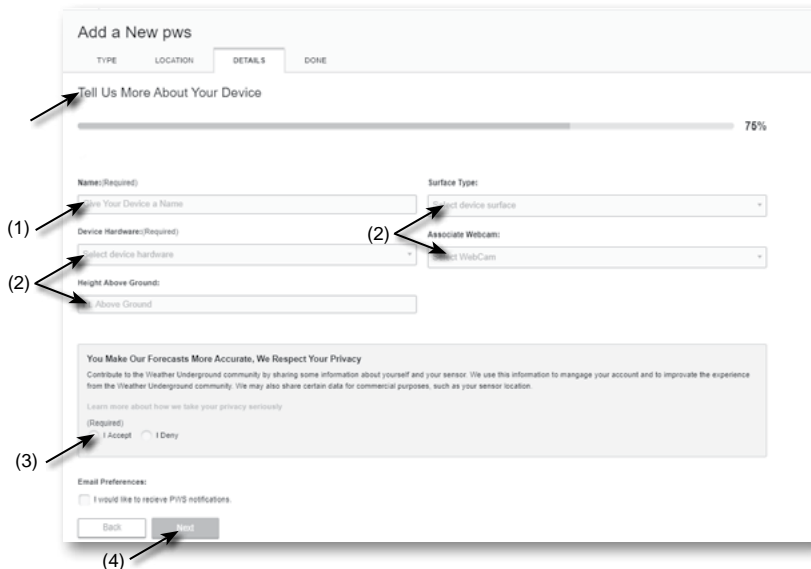 Add a New pws
TYPE LOCATION DETAILS DONE
Tell Us More About Your Device
75%
Name:(Required)
Give Your Device a Name
(1)
Surface Type:
Select device surface
(2)
Device Hardware:(Required)
Select device hardware
(2)
Associate Webcam:
Select WebCam
Height Above Ground:
Above Ground
You Make Our Forecasts More Accurate, We Respect Your Privacy
Contribute to the Weather Underground community by sharing some information about yourself and your sensor. We use this information to mangage your account and to improvate the experience
from the Weather Underground community. We may also share certain data for commercial purposes, such as your sensor location.
Learn more about how we take your privacy seriously
(Required)
I Accept I Deny
(3)
Email Preferences:
I would like to recieve PWS notifications.
Back Next
(4)